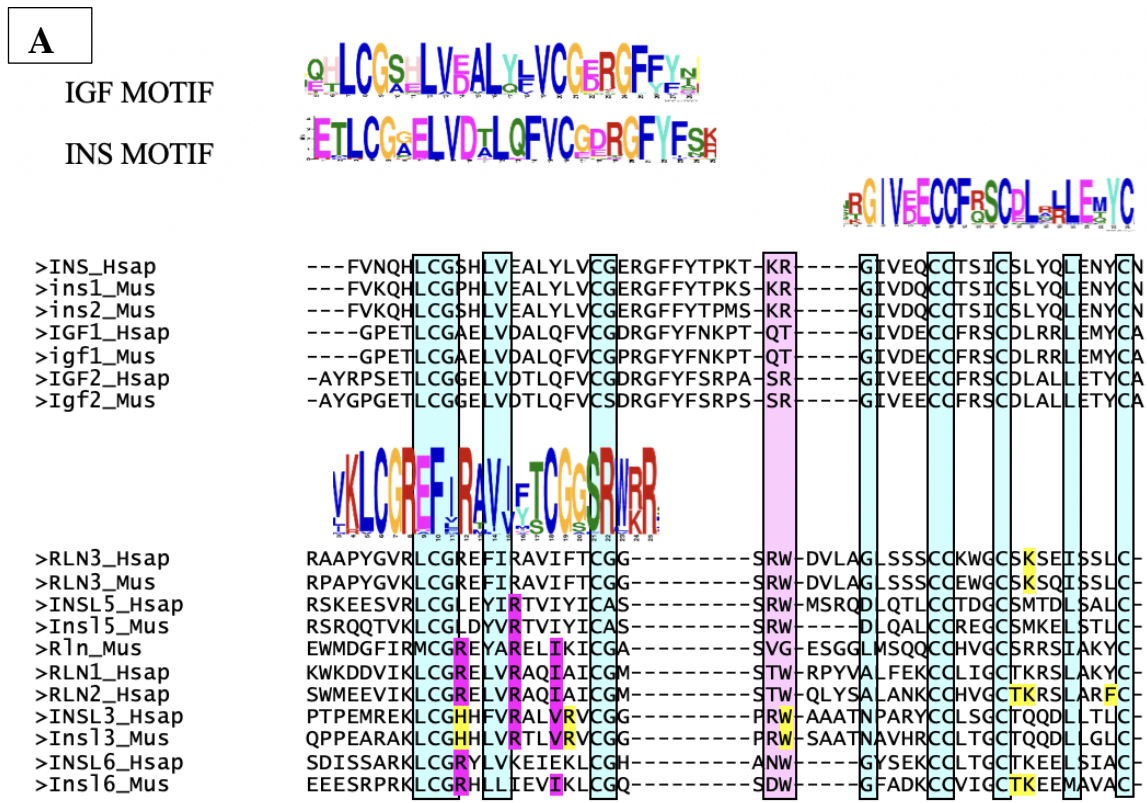 A
IGF MOTIF
INS MOTIF
>INS_Hsap ---FVNQHLCGSHLVEALYLVCGERGFFYTPKT-KR-----GIVEQCCTSICSLYQLENYCN
>ins1_Mus ---FVKQHLCGPHLVEALYLVCGERGFFYTPKS-KR-----GIVDQCCTSICSLYQLENYCN
>ins2_Mus ---FVKQHLCGSHLVEALYLVCGERGFFYTPMS-KR-----GIVDQCCTSICSLYQLENYCN
>IGF1_Hsap ----GPETLCGAELVDALQFVCGDRGFYFNKPT-QT-----GIVDECCFRSCDLRRLEMYCA
>igf1_Mus ----GPETLCGAELVDALQFVCGPRGFYFNKPT-QT-----GIVDECCFRSCDLRRLEMYCA
>IGF2_Hsap -AYRPSETLCGGELVDTLQFVCGDRGFYFSRPA-SR-----GIVEECCFRSCDLALLETYCA
>Igf2_Mus -AYGPGETLCGGELVDTLQFVCSDRGFYFSRPS-SR-----GIVEECCFRSCDLALLETYCA
>RLN3_Hsap RAAPYGVRLCGREFIRAVIFTCGG----------SRW-DVLAGLSSSCCKWGCSKSEISSLC-
>RLN3_Mus RPAPYGVKLCGREFIRAVIFTCGG----------SRW-DVLAGLSSSCCEWGCSKSQISSLC-
>INSL5_Hsap RSKEESVRLCGLEYIRTVIYICAS----------SRW-MSRQDLQTLCCTDGCSMTDLSALC-
>Insl5_Mus RSRQQTVKLCGLDYVRTVIYICAS----------SRW-----DLQALCCREGCSMKELSTLC-
>Rln_Mus EWMDGFIRMCGREYARELIKICGA----------SVG-ESGGLMSQQCCHVGCSRRSIAKYC-
>RLN1_Hsap KWKDDVIKLCGRELVRAQIAICGM----------STW-RPYVALFEKCCLIGCTKRSLAKYC-
>RLN2_Hsap SWMEEVIKLCGRELVRAQIAICGM----------STW-QLYSALANKCCHVGCTKRSLARFC-
>INSL3_Hsap PTPEMREKLCGHHFVRALVRVCGG----------PRW-AAATNPARYCCLSGCTQQDLLTLC-
>Insl3_Mus QPPEARAKLCGHHLVRTLVRVCGG----------PRW-SAATNAVHRCCLTGCTQQDLLGLC-
>INSL6_Hsap SDISSARKLCGRYLVKEIEKLCGH----------ANW-----GYSEKCCLTGCTKEELSIAC-
>Insl6_Mus EEESRPRKLCGRHLLIEVIKLCGQ----------SDW-----GFADKCCVIGCTKEEMAVAC-